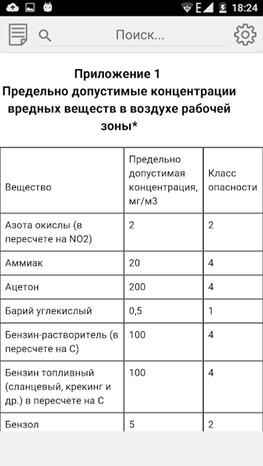 18:24
Поиск...
Приложение 1
Предельно допустимые концентрации
вредных веществ в воздухе рабочей
зоны*
Вещество
Предельно
допустимая
концентрация,
мг/м3
Класс
опасности
Азота окислы (в
пересчете на NO2)
2
2
Аммиак
20
4
Ацетон
200
4
Барий углекислый
0,5
1
Бензин-растворитель (в
пересчете на С)
100
4
Бензин топливный
(сланцевый, крекинг и
др.) в пересчете на С
100
4
Бензол
5
2